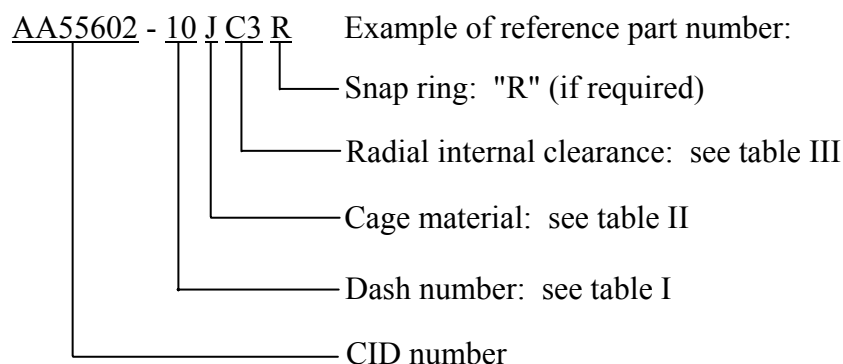 AA55602 - 10 J C3 R Example of reference part number:
Snap ring: "R" (if required)
Radial internal clearance: see table III
Cage material: see table II
Dash number: see table I
CID number